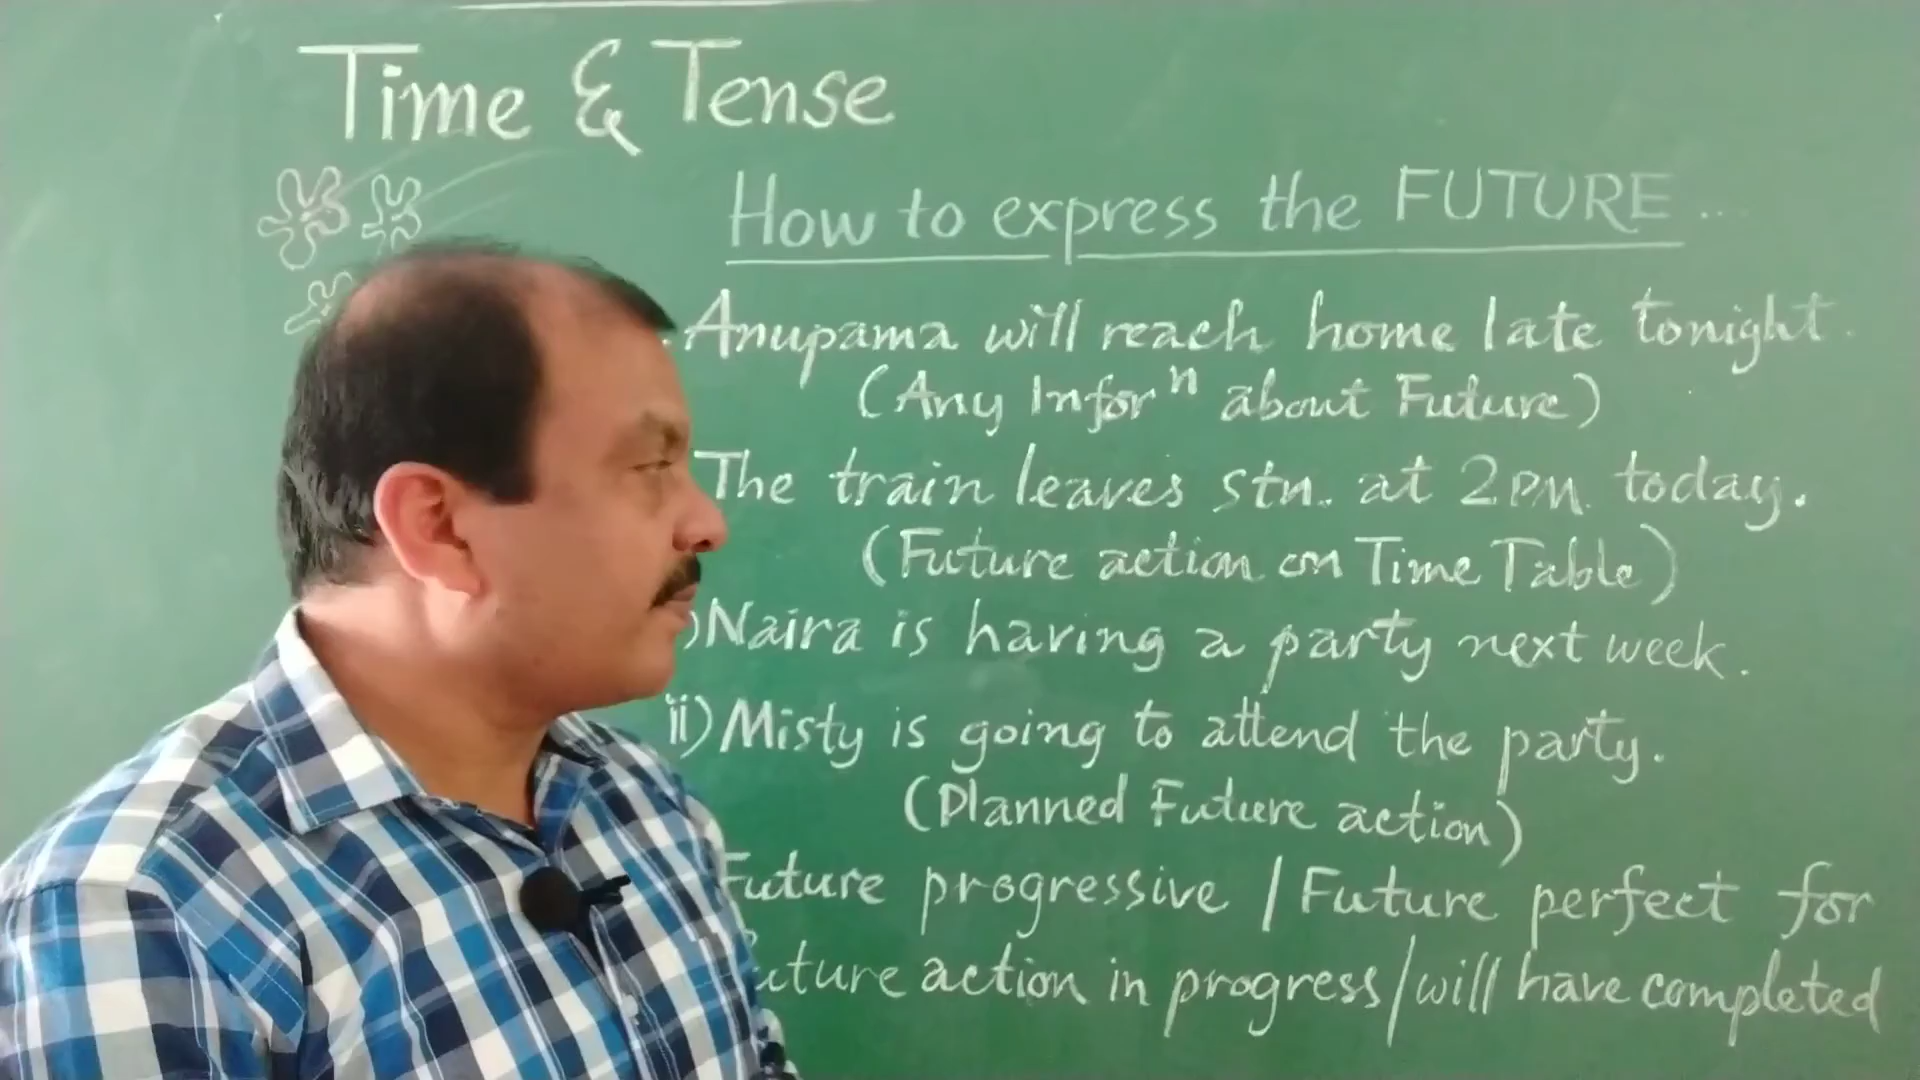 Time & Tense
How to express the FUTURE ...
. Anupama will reach home late tonight.
(Any Inforⁿ about Future)
The train leaves stn. at 2 PM today.
(Future action on Time Table)
) Naira is having a party next week.
ii) Misty is going to attend the party.
(Planned Future action)
Future progressive / Future perfect for
uture action in progress / will have completed